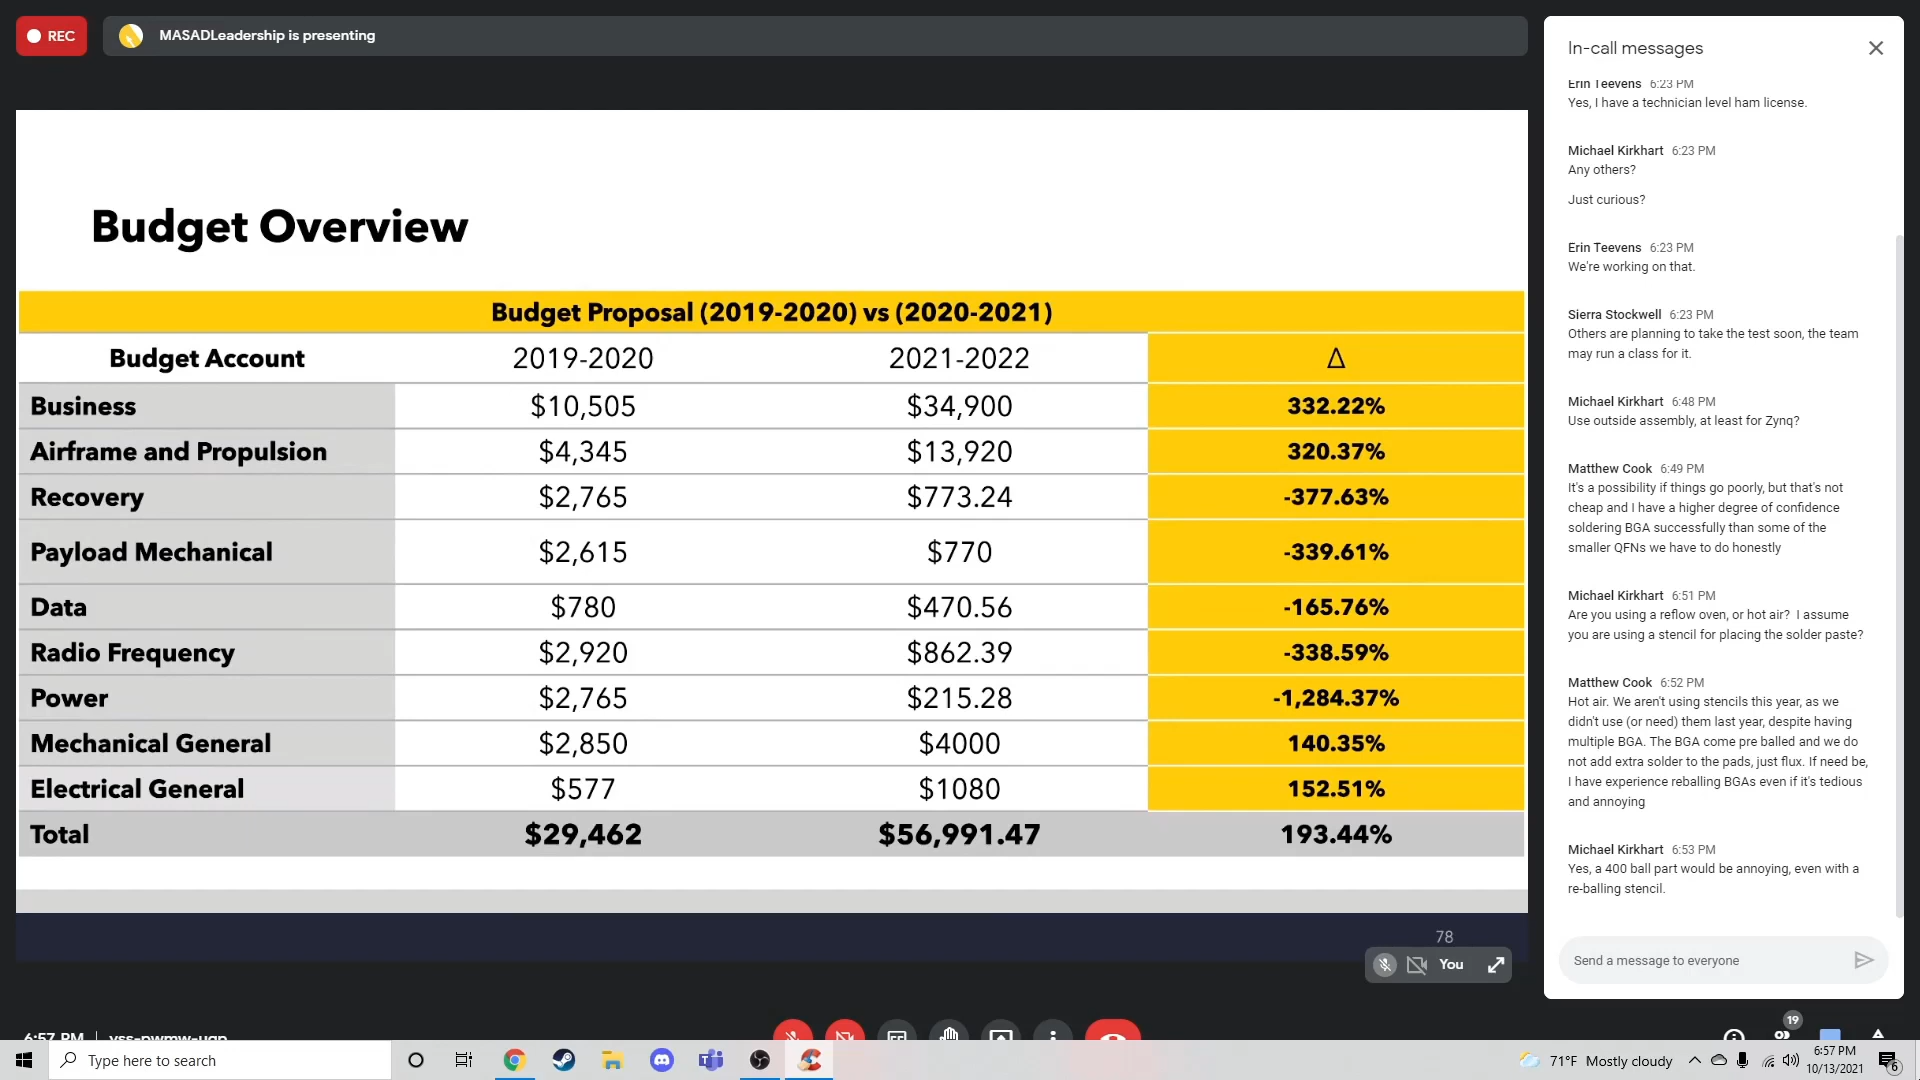 REC
MASADLeadership is presenting
Budget Overview
Budget Proposal (2019-2020) vs (2020-2021)
Budget Account 2019-2020 2021-2022 Δ
Business $10,505 $34,900 332.22%
Airframe and Propulsion $4,345 $13,920 320.37%
Recovery $2,765 $773.24 -377.63%
Payload Mechanical $2,615 $770 -339.61%
Data $780 $470.56 -165.76%
Radio Frequency $2,920 $862.39 -338.59%
Power $2,765 $215.28 -1,284.37%
Mechanical General $2,850 $4000 140.35%
Electrical General $577 $1080 152.51%
Total $29,462 $56,991.47 193.44%
78
You
In-call messages
Erin Teevens 6:23 PM
Yes, I have a technician level ham license.
Michael Kirkhart 6:23 PM
Any others?
Just curious?
Erin Teevens 6:23 PM
We're working on that.
Sierra Stockwell 6:23 PM
Others are planning to take the test soon, the team
may run a class for it.
Michael Kirkhart 6:48 PM
Use outside assembly, at least for Zynq?
Matthew Cook 6:49 PM
It's a possibility if things go poorly, but that's not
cheap and I have a higher degree of confidence
soldering BGA successfully than some of the
smaller QFNs we have to do honestly
Michael Kirkhart 6:51 PM
Are you using a reflow oven, or hot air? I assume
you are using a stencil for placing the solder paste?
Matthew Cook 6:52 PM
Hot air. We aren't using stencils this year, as we
didn't use (or need) them last year, despite having
multiple BGA. The BGA come pre balled and we do
not add extra solder to the pads, just flux. If need be,
I have experience reballing BGAs even if it's tedious
and annoying
Michael Kirkhart 6:53 PM
Yes, a 400 ball part would be annoying, even with a
re-balling stencil.
Send a message to everyone
6:57 PM
19
Type here to search
71°F Mostly cloudy
6:57 PM
10/13/2021
6